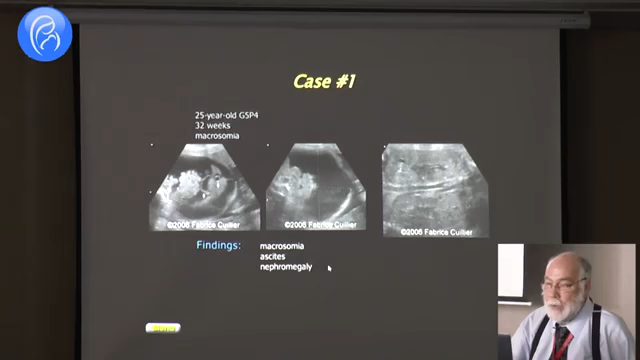 Case #1
25-year-old G5P4
32 weeks
macrosomia
©2006 Fabrice Cuillier
©2006 Fabrice Cuillier
©2006 Fabrice Cuillier
Findings: macrosomia
ascites
nephromegaly
Menu